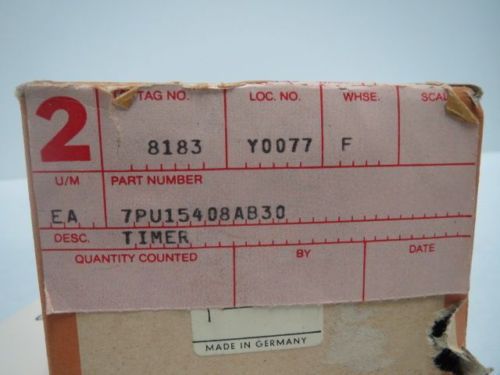 2
TAG NO. LOC. NO. WHSE. SCAL
8183 Y0077 F
U/M PART NUMBER
EA 7PU15408AB30
DESC. TIMER
QUANTITY COUNTED BY DATE
MADE IN GERMANY